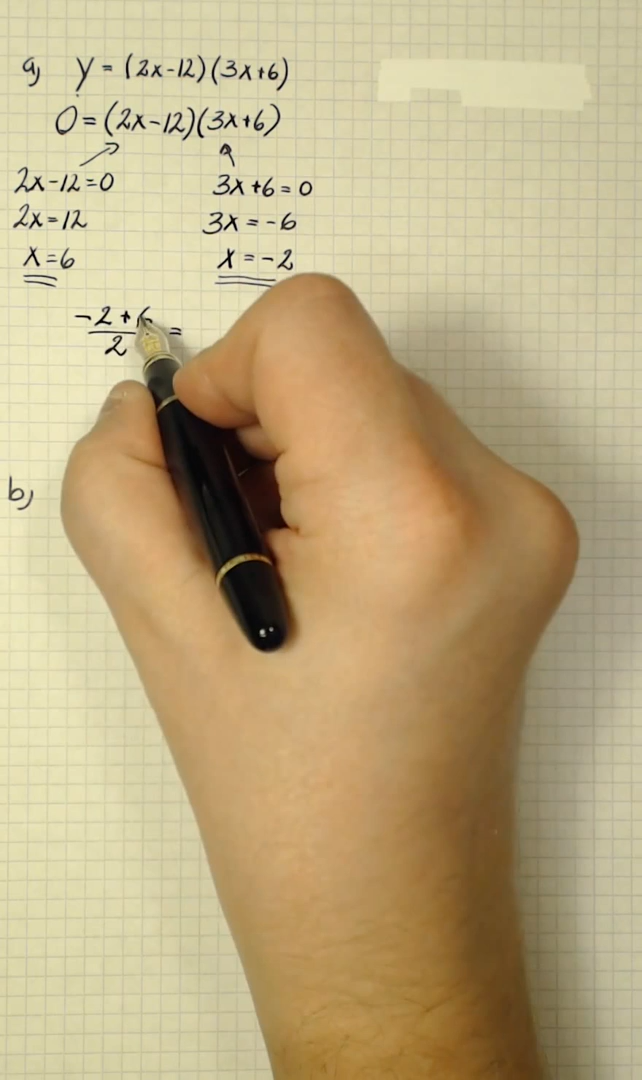 a) y = (2x-12)(3x+6)
0 = (2x-12)(3x+6)
2x-12=0
3x+6=0
2x=12
3x=-6
x=6
x=-2
-2+6
2
=
b)